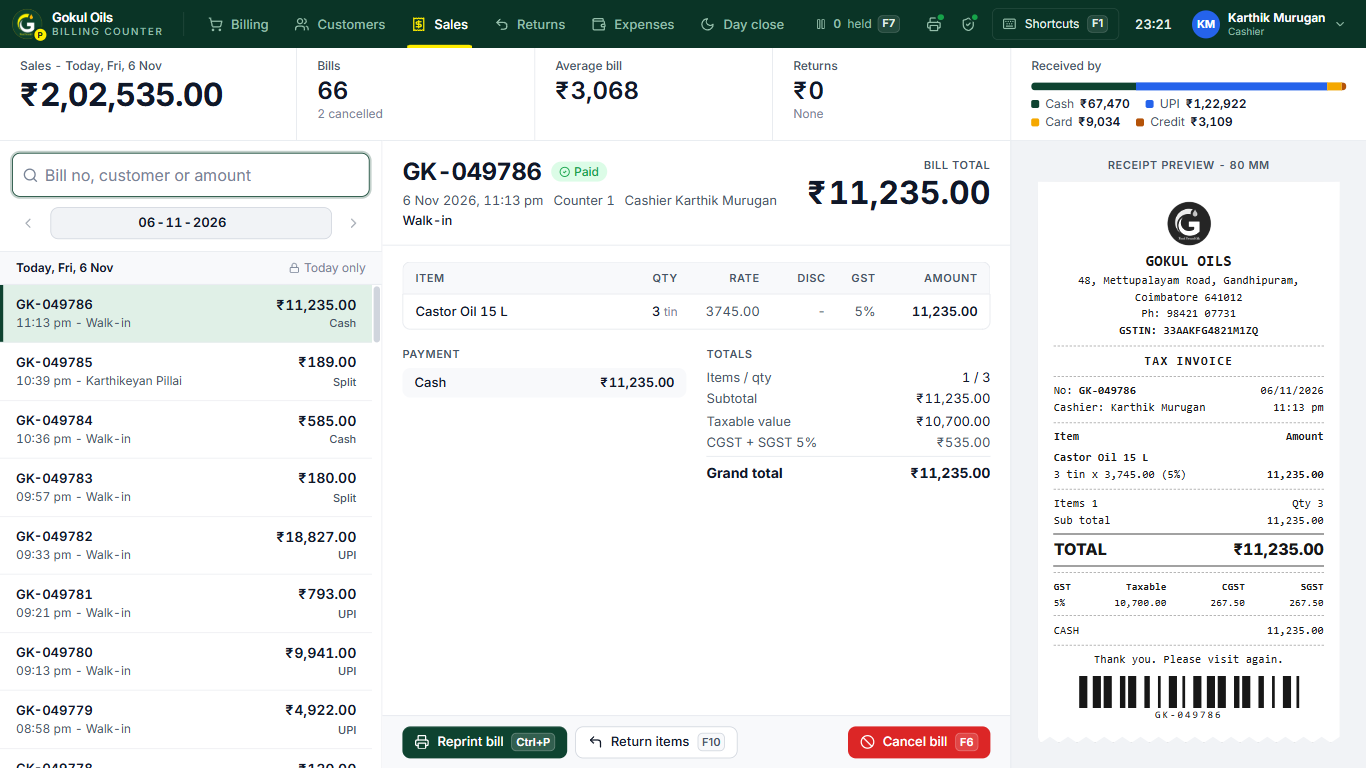 Gokul Oils
BILLING COUNTER
P
Billing
Customers
Sales
Returns
Expenses
Day close
0 held F7
Shortcuts F1
23:21
KM
Karthik Murugan
Cashier
Sales - Today, Fri, 6 Nov
₹2,02,535.00
Bills
66
2 cancelled
Average bill
₹3,068
Returns
₹0
None
Received by
Cash ₹67,470 UPI ₹1,22,922
Card ₹9,034 Credit ₹3,109
Bill no, customer or amount
06-11-2026
Today, Fri, 6 Nov Today only
GK-049786 ₹11,235.00
11:13 pm - Walk-in Cash
GK-049785 ₹189.00
10:39 pm - Karthikeyan Pillai Split
GK-049784 ₹585.00
10:36 pm - Walk-in Cash
GK-049783 ₹180.00
09:57 pm - Walk-in Split
GK-049782 ₹18,827.00
09:33 pm - Walk-in UPI
GK-049781 ₹793.00
09:21 pm - Walk-in UPI
GK-049780 ₹9,941.00
09:13 pm - Walk-in UPI
GK-049779 ₹4,922.00
08:58 pm - Walk-in UPI
GK-049778 ₹120.00
GK-049786 Paid
6 Nov 2026, 11:13 pm Counter 1 Cashier Karthik Murugan
Walk-in
BILL TOTAL
₹11,235.00
ITEM QTY RATE DISC GST AMOUNT
Castor Oil 15 L 3 tin 3745.00 - 5% 11,235.00
PAYMENT
Cash ₹11,235.00
TOTALS
Items / qty 1 / 3
Subtotal ₹11,235.00
Taxable value ₹10,700.00
CGST + SGST 5% ₹535.00
Grand total ₹11,235.00
Reprint bill Ctrl+P
Return items F10
Cancel bill F6
RECEIPT PREVIEW - 80 MM
GOKUL OILS
48, Mettupalayam Road, Gandhipuram,
Coimbatore 641012
Ph: 98421 07731
GSTIN: 33AAKFG4821M1ZQ
TAX INVOICE
No: GK-049786 06/11/2026
Cashier: Karthik Murugan 11:13 pm
Item Amount
Castor Oil 15 L
3 tin x 3,745.00 (5%) 11,235.00
Items 1 Qty 3
Sub total 11,235.00
TOTAL ₹11,235.00
GST Taxable CGST SGST
5% 10,700.00 267.50 267.50
CASH 11,235.00
Thank you. Please visit again.
GK-049786